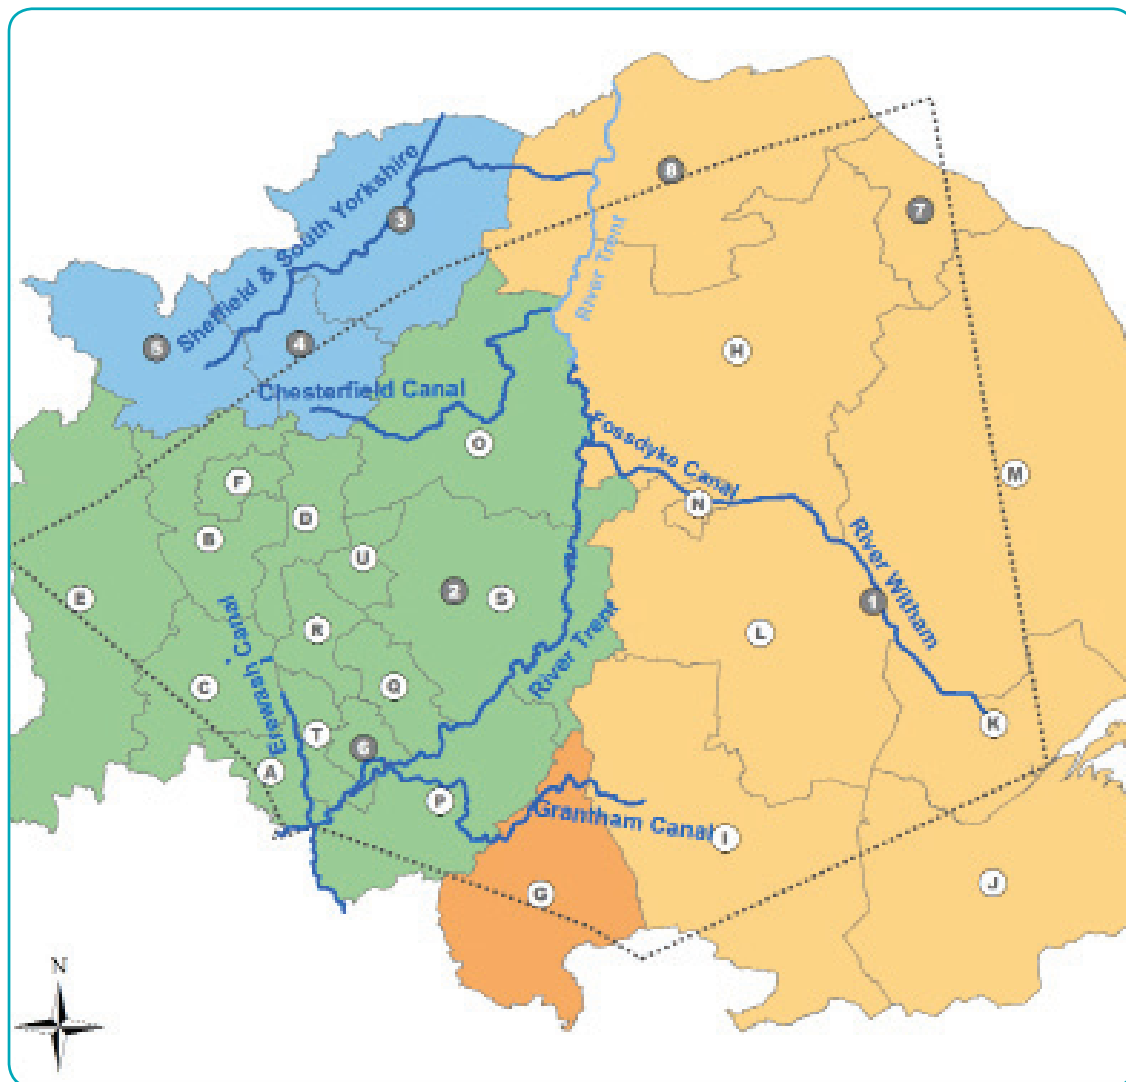 8
3
7
Sheffield & South Yorkshire
River Trent
5
4
H
Chesterfield Canal
O
Fossdyke Canal
M
F
N
D
B
U
River Witham
E
2
S
1
R
L
River Trent
Erewash Canal
C
Q
K
T
6
A
P
Grantham Canal
I
G
J
N